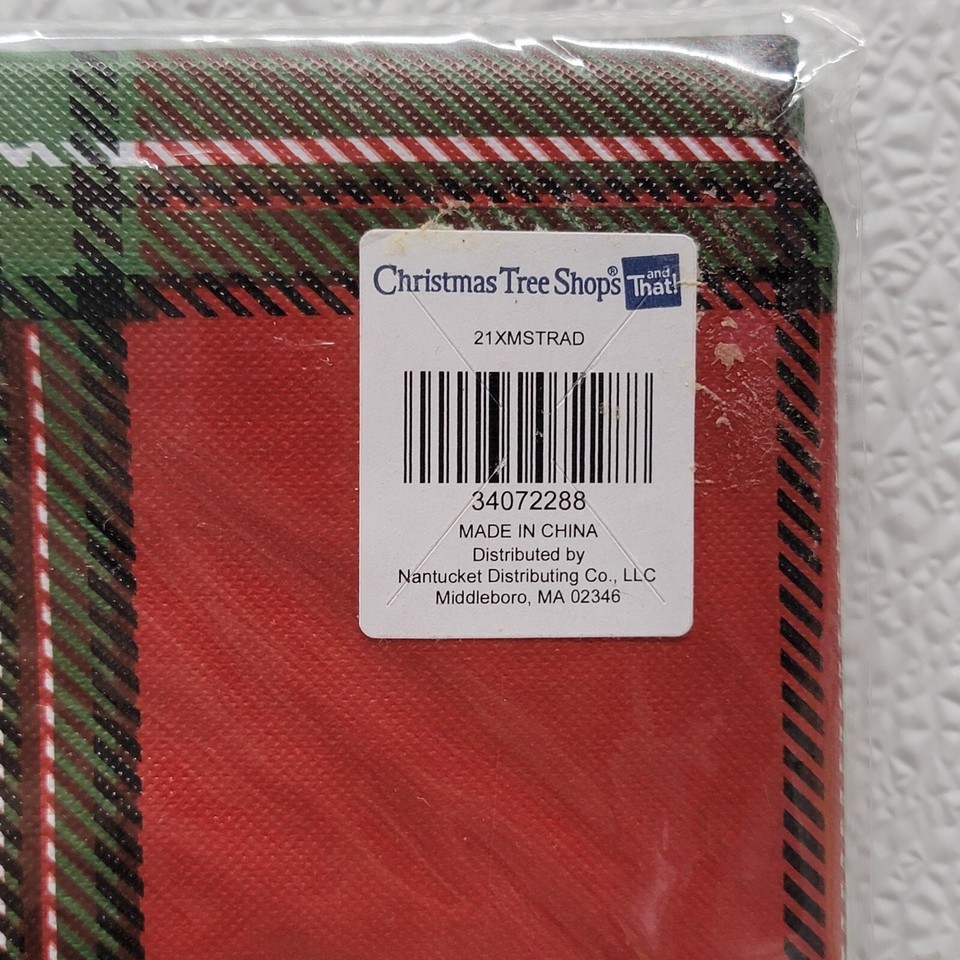 Christmas Tree Shops® and That!
21XMSTRAD
34072288
MADE IN CHINA
Distributed by
Nantucket Distributing Co., LLC
Middleboro, MA 02346